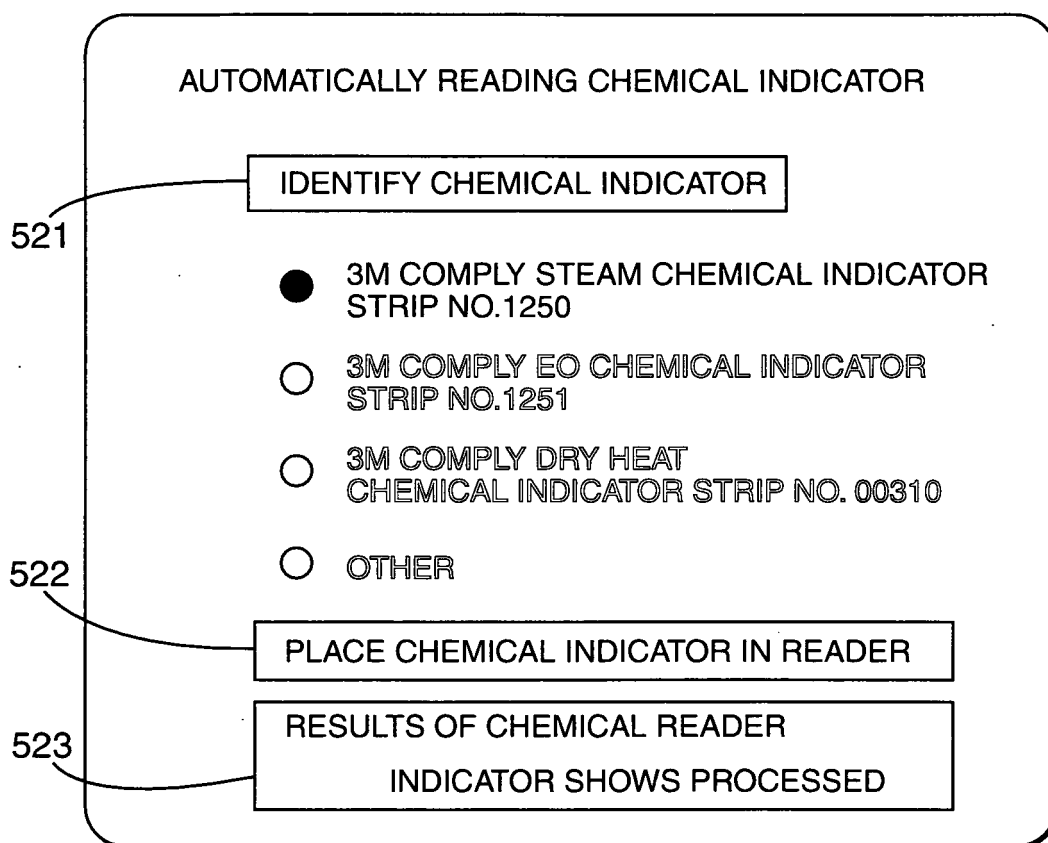 AUTOMATICALLY READING CHEMICAL INDICATOR
IDENTIFY CHEMICAL INDICATOR
521
3M COMPLY STEAM CHEMICAL INDICATOR
STRIP NO.1250
3M COMPLY EO CHEMICAL INDICATOR
STRIP NO.1251
3M COMPLY DRY HEAT
CHEMICAL INDICATOR STRIP NO. 00310
OTHER
522
PLACE CHEMICAL INDICATOR IN READER
RESULTS OF CHEMICAL READER
523
INDICATOR SHOWS PROCESSED